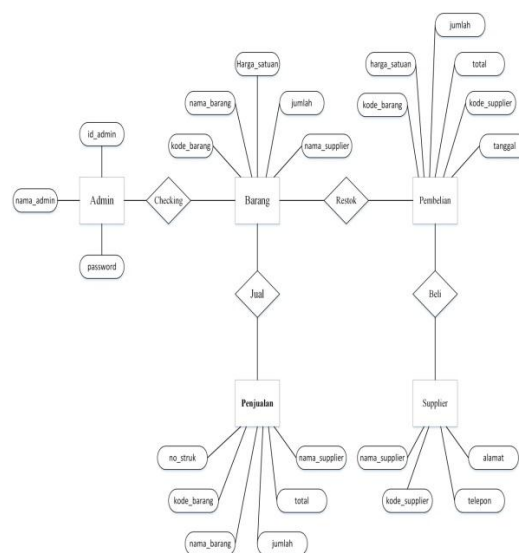 jumlah
Harga_satuan
harga_satuan
total
nama_barang
jumlah
kode_barang
kode_supplier
id_admin
kode_barang
nama_supplier
tanggal
nama_admin
Admin
Checking
Barang
Restok
Pembelian
password
Jual
Beli
Penjualan
Supplier
no_struk
nama_supplier
nama_supplier
alamat
kode_barang
total
kode_supplier
telepon
nama_barang
jumlah